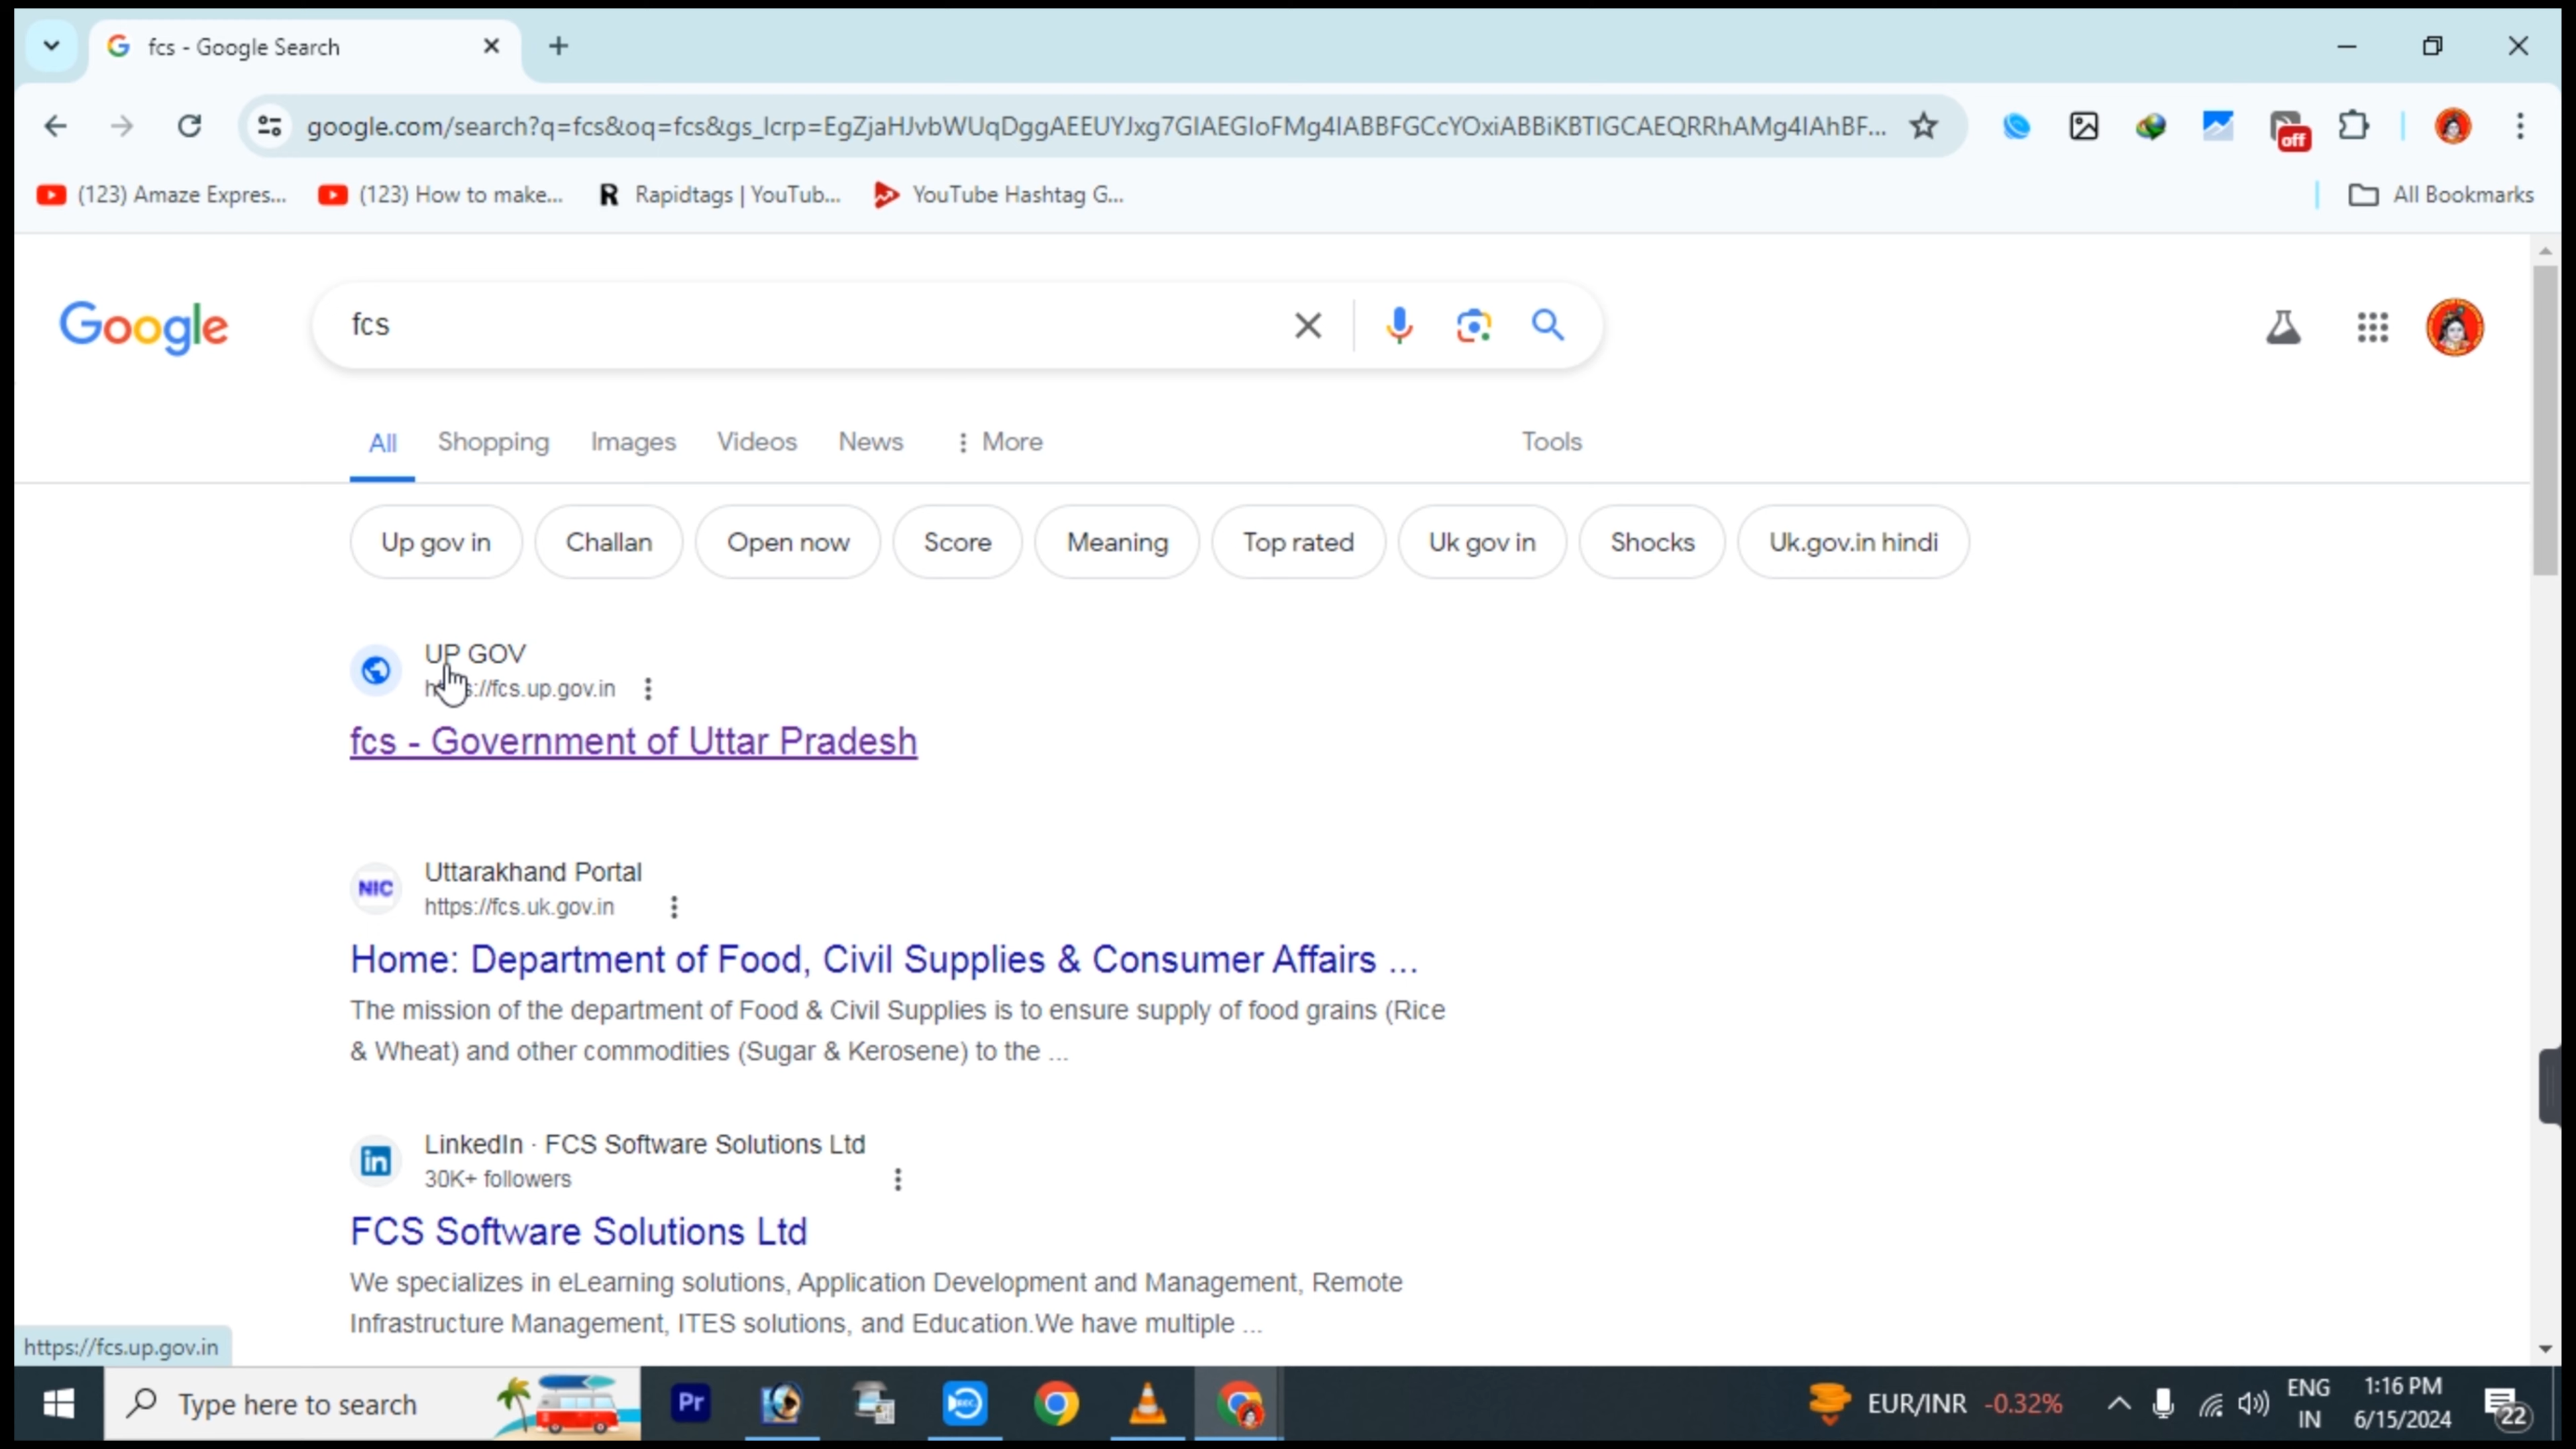 fcs - Google Search
google.com/search?q=fcs&oq=fcs&gs_lcrp=EgZjaHJvbWUqDggAEEUYJxg7GIAEGIoFMg4IABBFGCcYOxiABBiKBTIGCAEQRRhAMg4IAhBF...
off
(123) Amaze Expres... (123) How to make... Rapidtags | YouTub... YouTube Hashtag G... All Bookmarks
Google fcs
All Shopping Images Videos News More Tools
Up gov in Challan Open now Score Meaning Top rated Uk gov in Shocks Uk.gov.in hindi
UP GOV
https://fcs.up.gov.in
fcs - Government of Uttar Pradesh
NIC Uttarakhand Portal
https://fcs.uk.gov.in
Home: Department of Food, Civil Supplies & Consumer Affairs ...
The mission of the department of Food & Civil Supplies is to ensure supply of food grains (Rice
& Wheat) and other commodities (Sugar & Kerosene) to the ...
in LinkedIn · FCS Software Solutions Ltd
30K+ followers
FCS Software Solutions Ltd
We specializes in eLearning solutions, Application Development and Management, Remote
Infrastructure Management, ITES solutions, and Education.We have multiple ...
https://fcs.up.gov.in
Type here to search Pr REC EUR/INR -0.32% ENG 1:16 PM
IN 6/15/2024 22